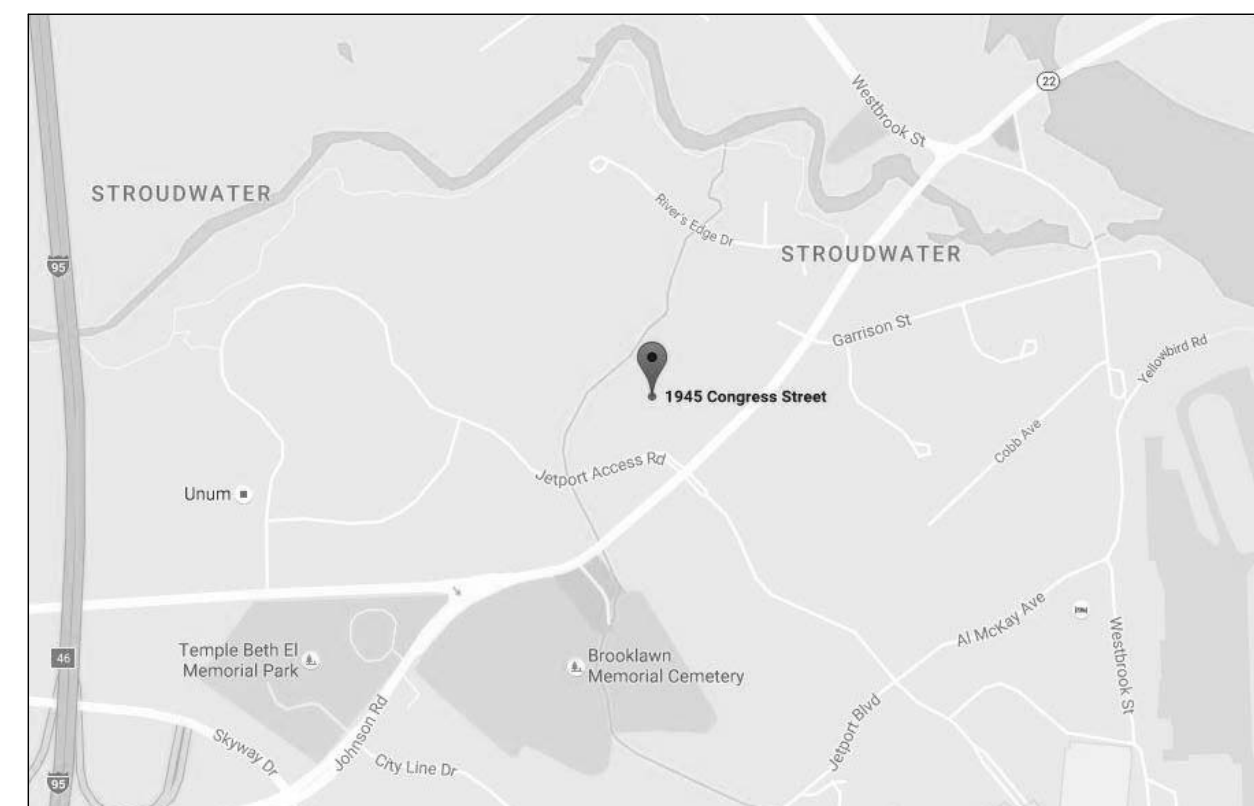 22
Westbrook St
STROUDWATER
River's Edge Dr
STROUDWATER
95
Garrison St
Yellowbird Rd
1945 Congress Street
Cobb Ave
Jetport Access Rd
Unum
Al McKay Ave
Westbrook St
46
Temple Beth El
Memorial Park
Brooklawn
Memorial Cemetery
Johnson Rd
Jetport Blvd
Skyway Dr
City Line Dr
95